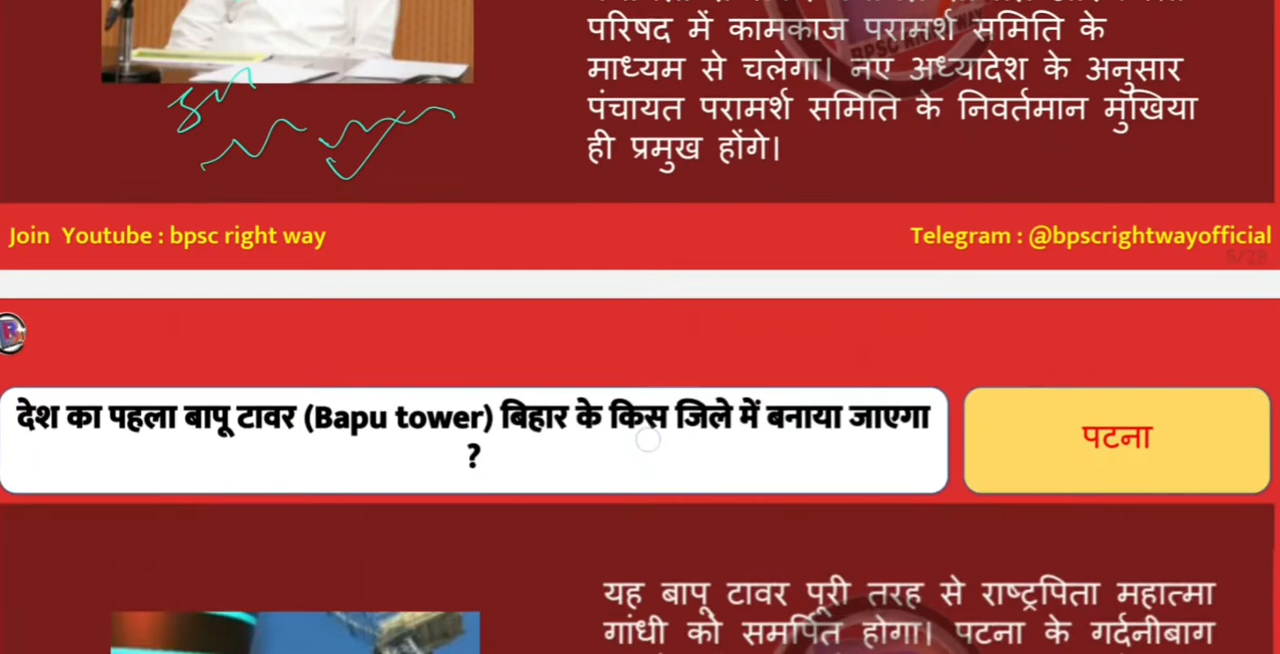 परिषद में कामकाज परामर्श समिति के
माध्यम से चलेगा। नए अध्यादेश के अनुसार
पंचायत परामर्श समिति के निवर्तमान मुखिया
ही प्रमुख होंगे।
Join Youtube : bpsc right way
Telegram : @bpscrightwayofficial
देश का पहला बापू टावर (Bapu tower) बिहार के किस जिले में बनाया जाएगा
?
पटना
यह बापू टावर पूरी तरह से राष्ट्रपिता महात्मा
गांधी को समर्पित होगा। पटना के गर्दनीबाग